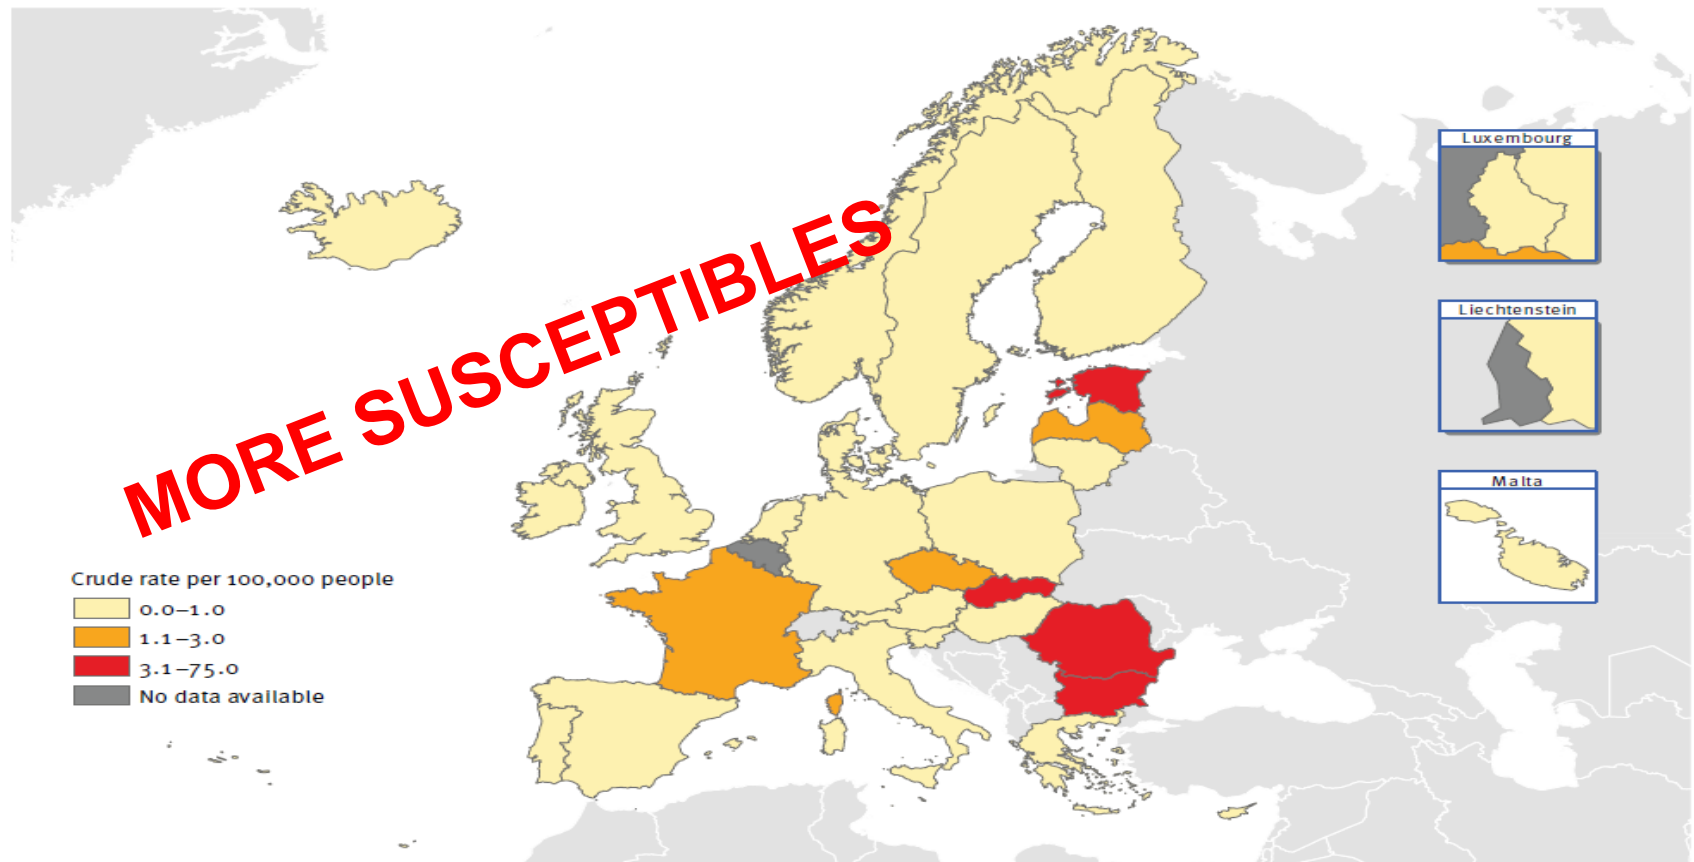 MORE SUSCEPTIBLES
Crude rate per 100,000 people
0.0–1.0
1.1–3.0
3.1–75.0
No data available
Luxembourg
Liechtenstein
Malta